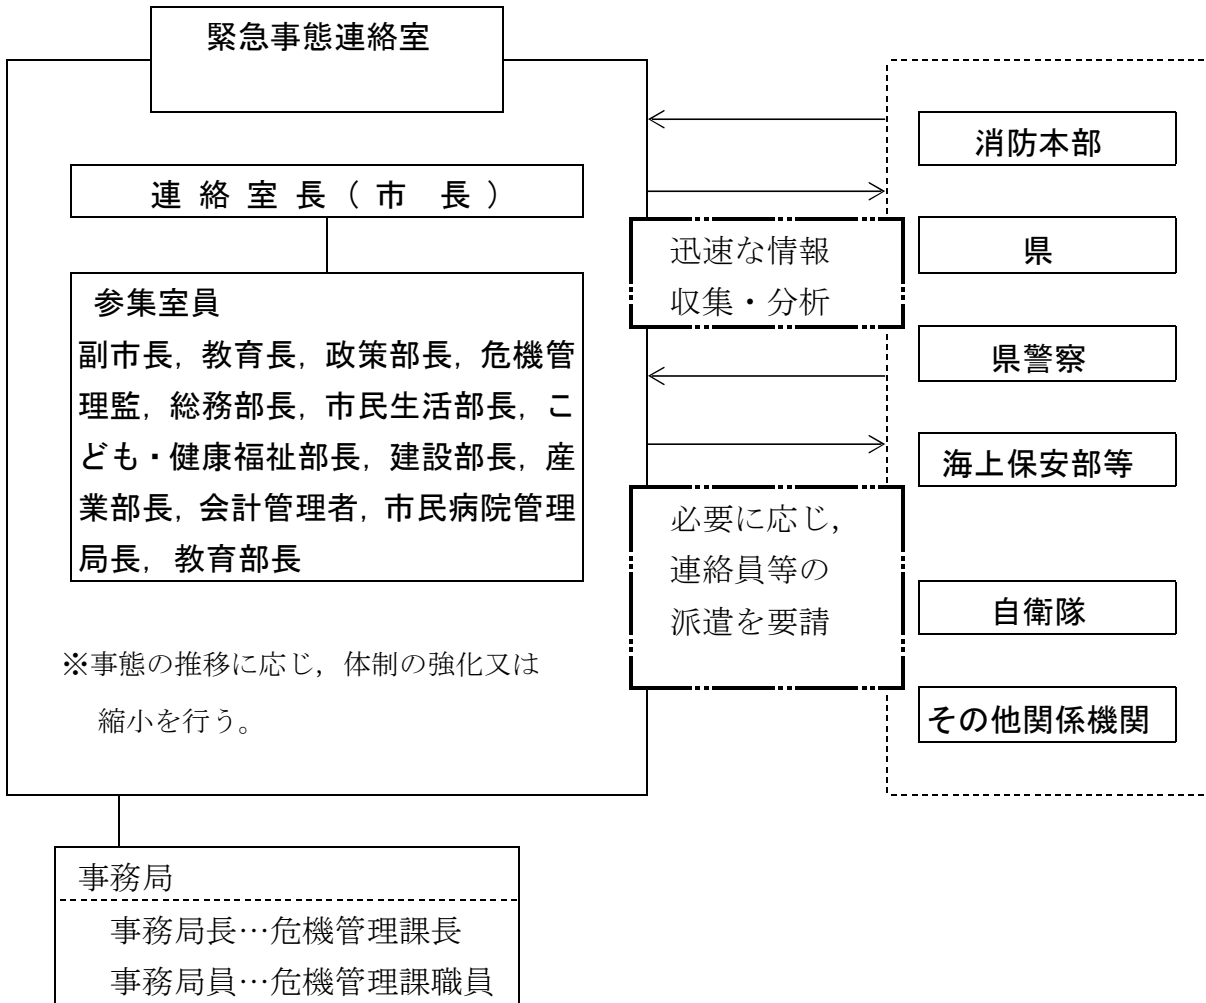 緊急事態連絡室
連 絡 室 長 ( 市 長 )
参集室員
副市長，教育長，政策部長，危機管
理監，総務部長，市民生活部長，こ
ども・健康福祉部長，建設部長，産
業部長，会計管理者，市民病院管理
局長，教育部長
※事態の推移に応じ，体制の強化又は
縮小を行う。
迅速な情報
収集・分析
必要に応じ，
連絡員等の
派遣を要請
消防本部
県
県警察
海上保安部等
自衛隊
その他関係機関
事務局
事務局長…危機管理課長
事務局員…危機管理課職員